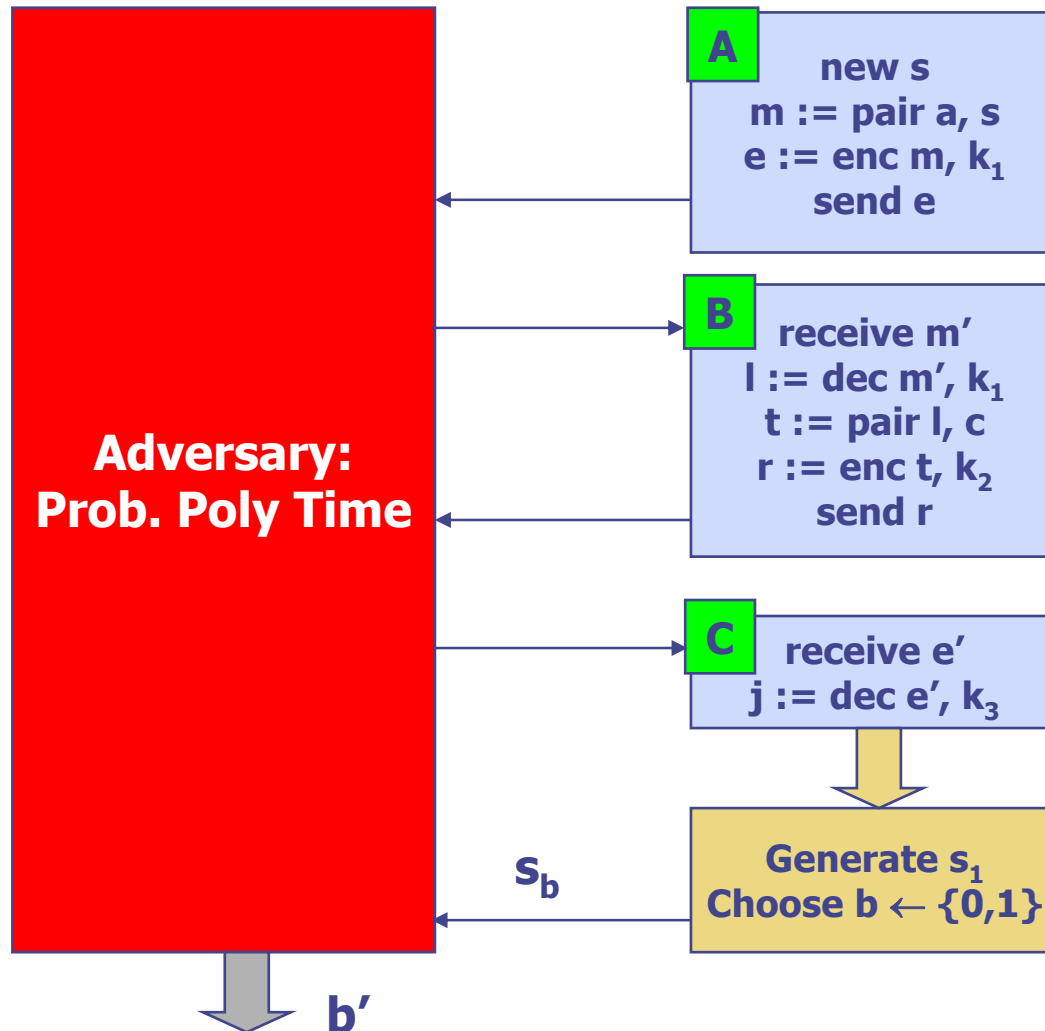 A
new s
m := pair a, s
e := enc m, k₁
send e
B
receive m’
l := dec m’, k₁
t := pair l, c
r := enc t, k₂
send r
Adversary:
Prob. Poly Time
C
receive e’
j := dec e’, k₃
Generate s₁
Choose b ← {0,1}
s_b
b’